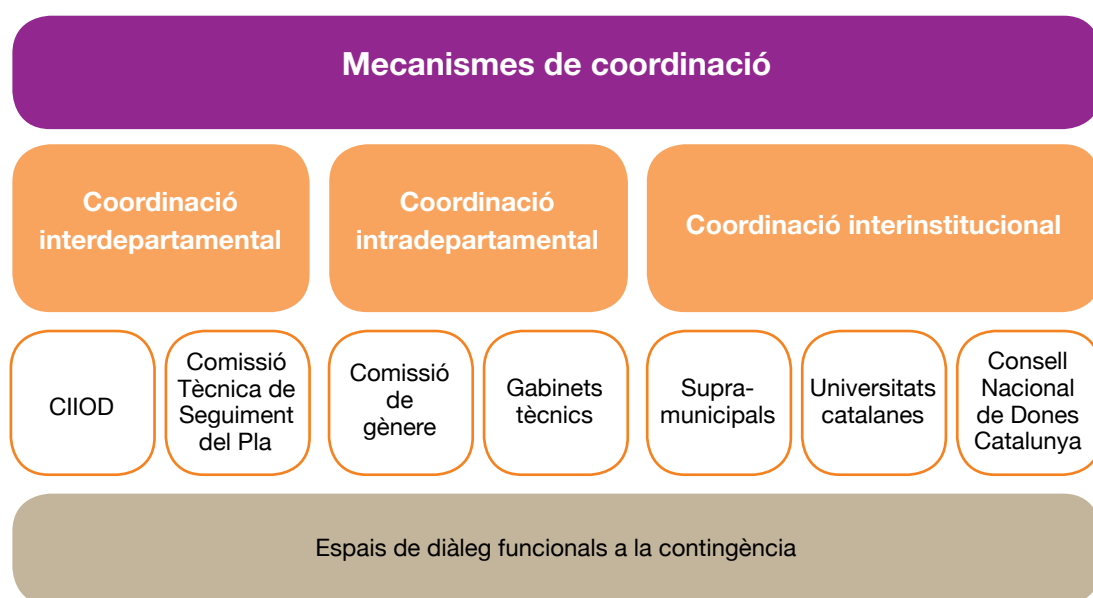 Mecanismes de coordinació
Coordinació
interdepartamental
Coordinació
intradepartamental
Coordinació interinstitucional
CIIOD
Comissió
Tècnica de
Seguiment
del Pla
Comissió
de
gènere
Gabinets
tècnics
Supra-
municipals
Universitats
catalanes
Consell
Nacional
de Dones
Catalunya
Espais de diàleg funcionals a la contingència